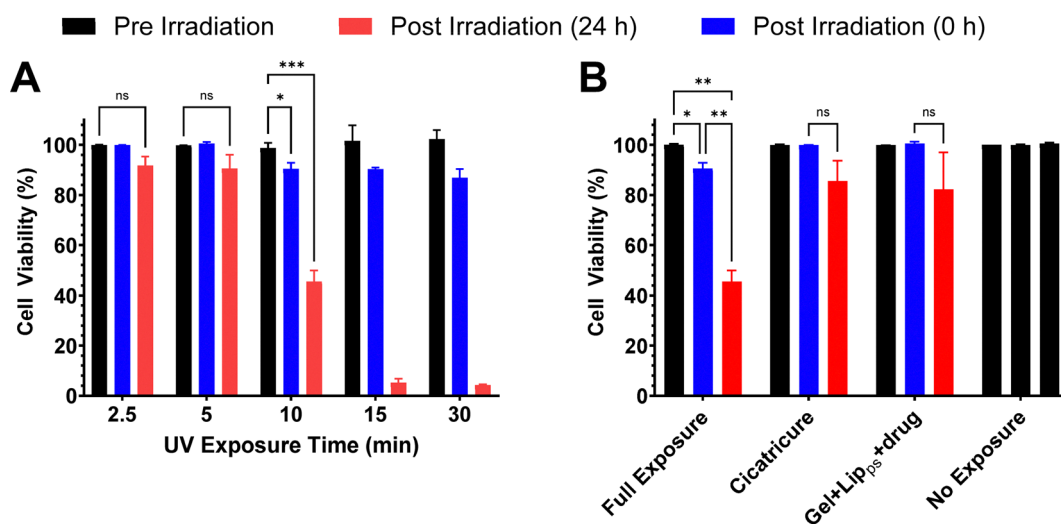 Pre Irradiation Post Irradiation (24 h) Post Irradiation (0 h)
A
ns
ns
***
*
100
80
60
40
20
0
Cell Viability (%)
2.5 5 10 15 30
UV Exposure Time (min)
B
**
* **
ns
ns
100
80
60
40
20
0
Cell Viability (%)
Full Exposure
Cicatricure
Gel+Lipps+drug
No Exposure